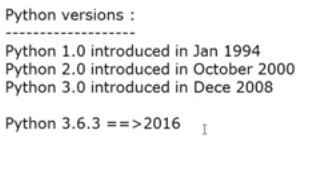 Python versions :
-------------------
Python 1.0 introduced in Jan 1994
Python 2.0 introduced in October 2000
Python 3.0 introduced in Dece 2008
Python 3.6.3 ==>2016